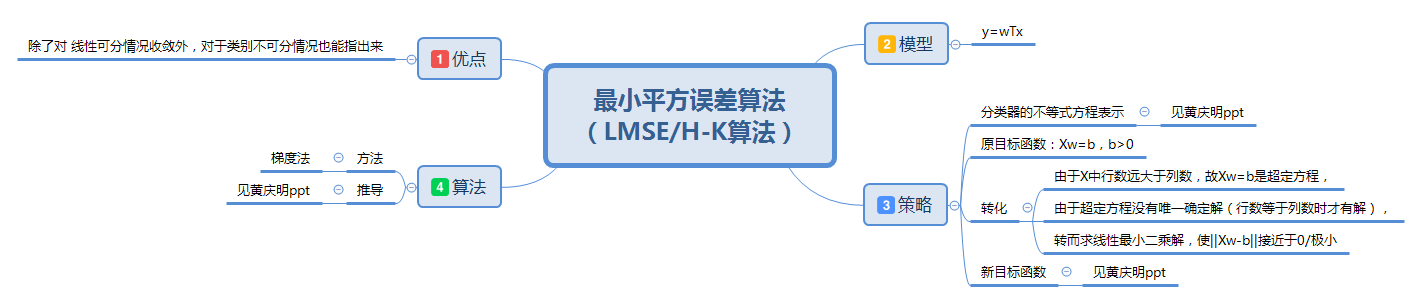 最小平方误差算法
（LMSE/H-K算法）
1 优点
除了对 线性可分情况收敛外，对于类别不可分情况也能指出来
2 模型
y=wTx
3 策略
分类器的不等式方程表示
见黄庆明ppt
原目标函数：Xw=b，b>0
转化
由于X中行数远大于列数，故Xw=b是超定方程，
由于超定方程没有唯一确定解（行数等于列数时才有解），
转而求线性最小二乘解，使||Xw-b||接近于0/极小
新目标函数
见黄庆明ppt
4 算法
方法
梯度法
推导
见黄庆明ppt